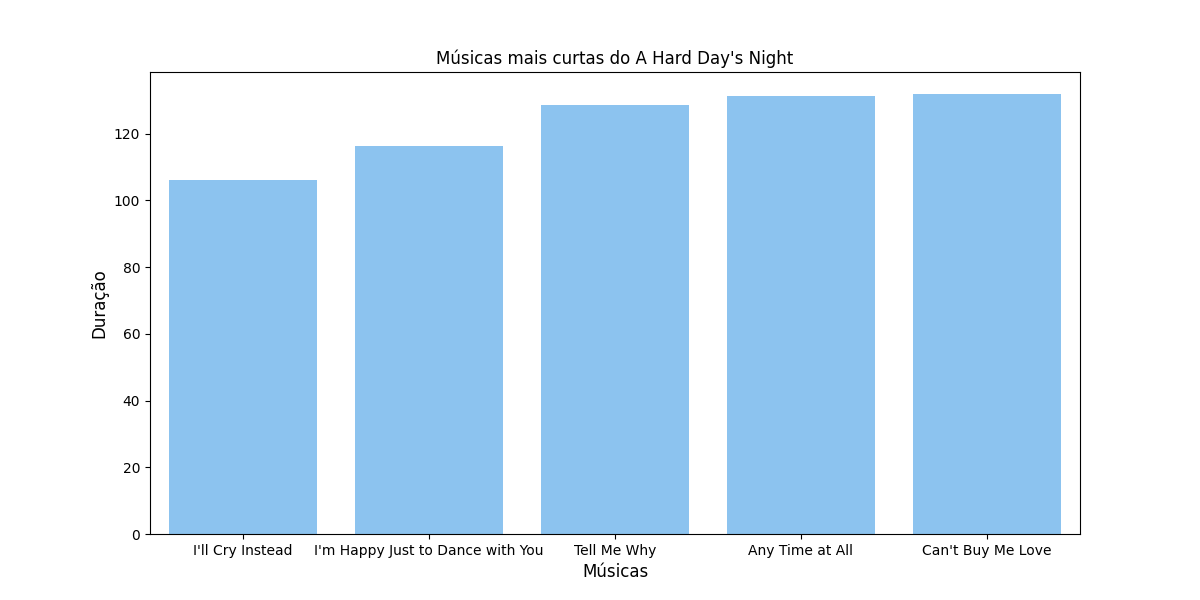 Músicas mais curtas do A Hard Day's Night
Duração
120
100
80
60
40
20
0
I'll Cry Instead
I'm Happy Just to Dance with You
Tell Me Why
Any Time at All
Can't Buy Me Love
Músicas